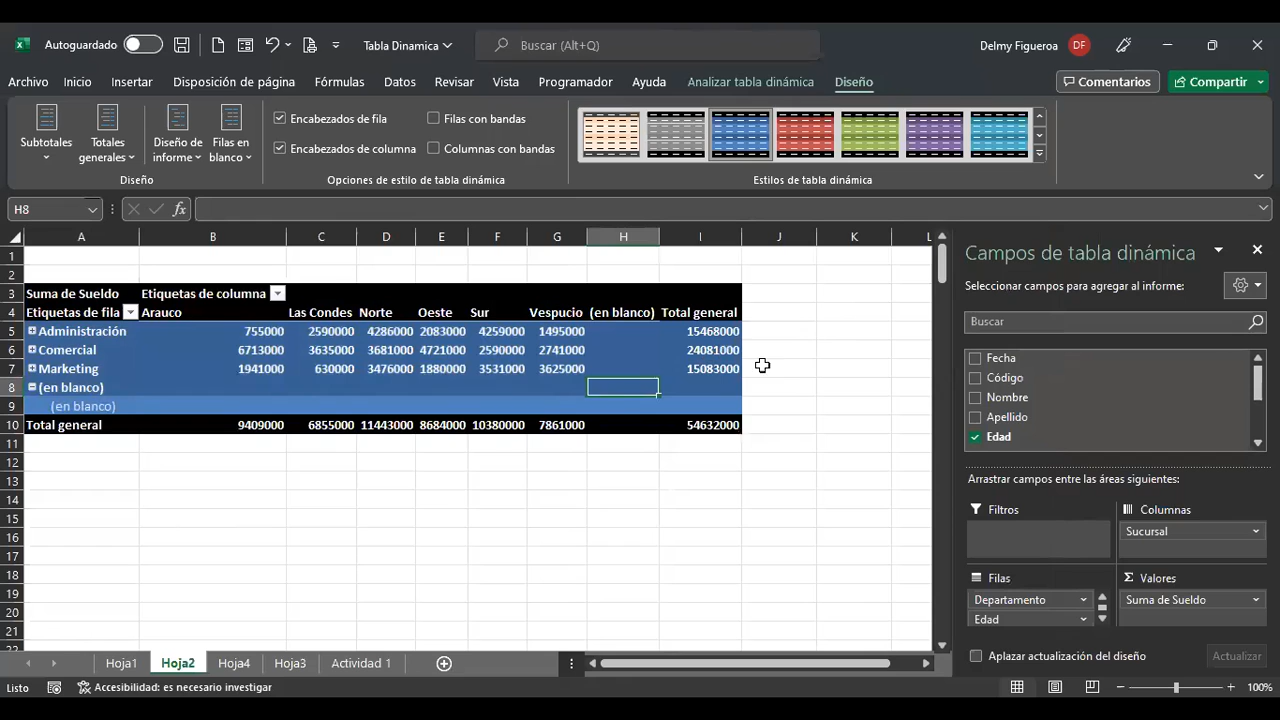 Autoguardado
Tabla Dinamica
Buscar (Alt+Q)
Delmy Figueroa
DF
Archivo Inicio Insertar Disposición de página Fórmulas Datos Revisar Vista Programador Ayuda Analizar tabla dinámica Diseño
Comentarios
Compartir
Subtotales
Totales generales
Diseño de informe
Filas en blanco
Diseño
Encabezados de fila
Filas con bandas
Encabezados de columna
Columnas con bandas
Opciones de estilo de tabla dinámica
Estilos de tabla dinámica
H8
fx
A B C D E F G H I J K L
1
2
3 Suma de Sueldo Etiquetas de columna
4 Etiquetas de fila Arauco Las Condes Norte Oeste Sur Vespucio (en blanco) Total general
5 Administración 755000 2590000 4286000 2083000 4259000 1495000 15468000
6 Comercial 6713000 3635000 3681000 4721000 2590000 2741000 24081000
7 Marketing 1941000 630000 3476000 1880000 3531000 3625000 15083000
8 (en blanco)
9 (en blanco)
10 Total general 9409000 6855000 11443000 8684000 10380000 7861000 54632000
11
12
13
14
15
16
17
18
19
20
21
Campos de tabla dinámica
Seleccionar campos para agregar al informe:
Buscar
Fecha
Código
Nombre
Apellido
Edad
Arrastrar campos entre las áreas siguientes:
Filtros
Columnas
Sucursal
Filas
Departamento
Edad
Σ Valores
Suma de Sueldo
Aplazar actualización del diseño
Actualizar
Hoja1 Hoja2 Hoja4 Hoja3 Actividad 1
Listo
Accesibilidad: es necesario investigar
100%